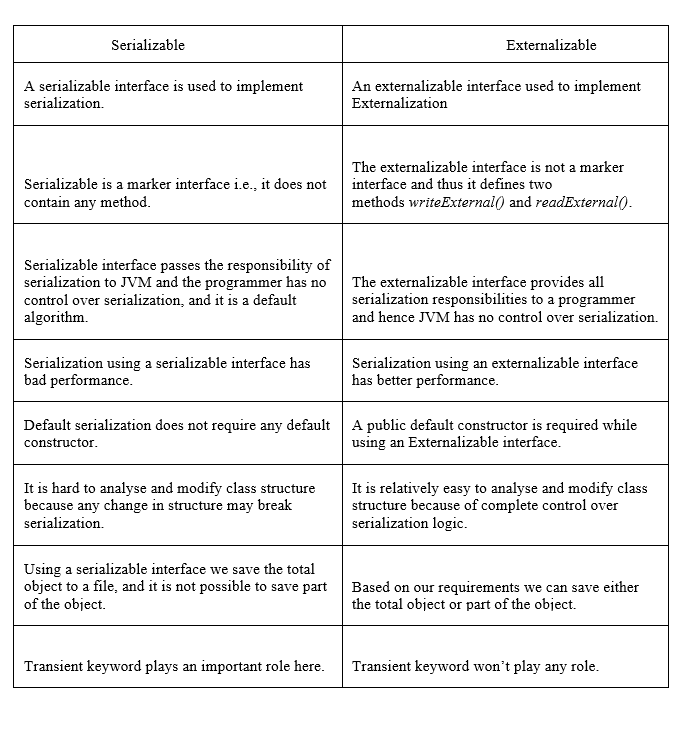 Serializable
Externalizable
A serializable interface is used to implement
serialization.
An externalizable interface used to implement
Externalization
Serializable is a marker interface i.e., it does not
contain any method.
The externalizable interface is not a marker
interface and thus it defines two
methods writeExternal() and readExternal().
Serializable interface passes the responsibility of
serialization to JVM and the programmer has no
control over serialization, and it is a default
algorithm.
The externalizable interface provides all
serialization responsibilities to a programmer
and hence JVM has no control over serialization.
Serialization using a serializable interface has
bad performance.
Serialization using an externalizable interface
has better performance.
Default serialization does not require any default
constructor.
A public default constructor is required while
using an Externalizable interface.
It is hard to analyse and modify class structure
because any change in structure may break
serialization.
It is relatively easy to analyse and modify class
structure because of complete control over
serialization logic.
Using a serializable interface we save the total
object to a file, and it is not possible to save part
of the object.
Based on our requirements we can save either
the total object or part of the object.
Transient keyword plays an important role here.
Transient keyword won’t play any role.